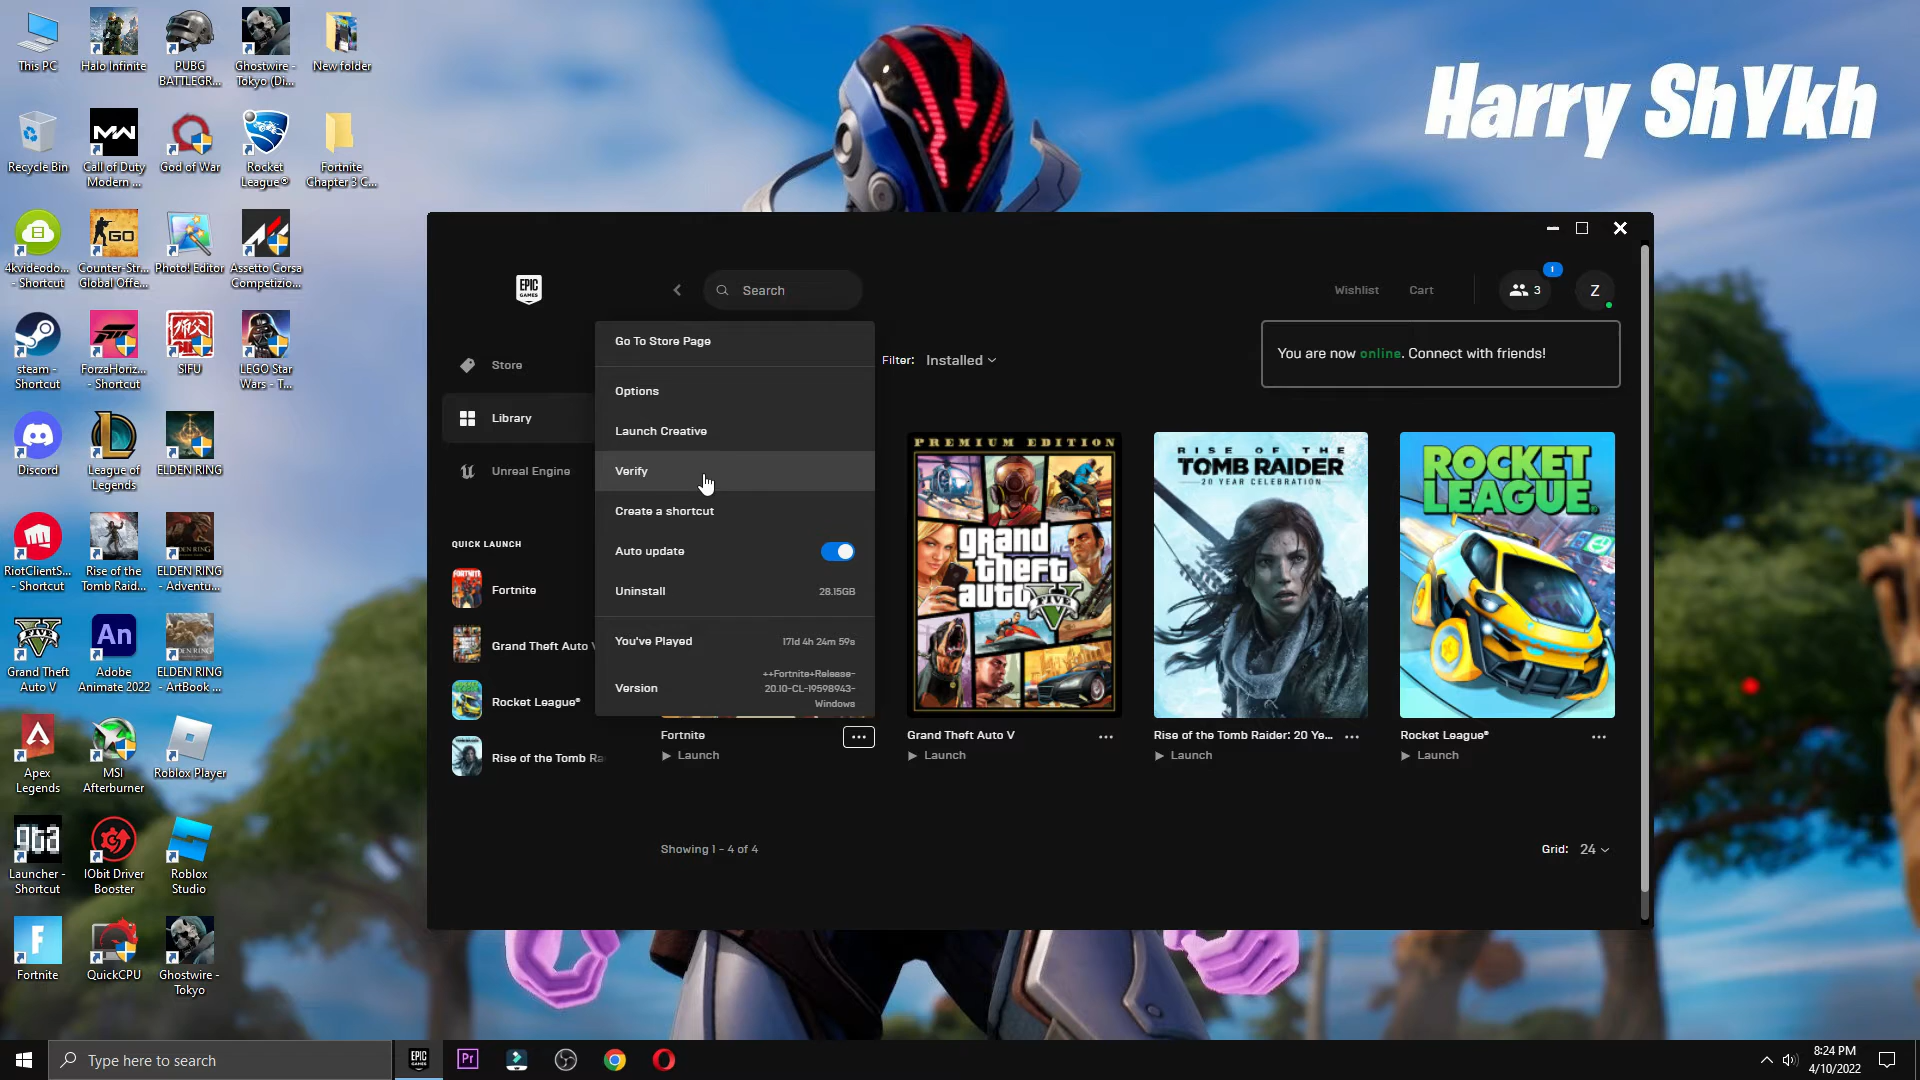 This PC
Halo Infinite
PUBG
BATTLEGR...
Ghostwire -
Tokyo (Di...
New folder
Recycle Bin
Call of Duty
Modern ...
God of War
Rocket
League®
Fortnite
Chapter 3 C...
4kvideodo...
- Shortcut
Counter-Str...
Global Offe...
Photo! Editor
Assetto Corsa
Competizio...
steam -
Shortcut
ForzaHoriz...
- Shortcut
SIFU
LEGO Star
Wars - T...
Discord
League of
Legends
ELDEN RING
RiotClientS...
- Shortcut
Rise of the
Tomb Raid...
ELDEN RING
- Adventu...
Grand Theft
Auto V
Adobe
Animate 2022
ELDEN RING
- ArtBook ...
Apex
Legends
MSI
Afterburner
Roblox Player
Launcher -
Shortcut
IObit Driver
Booster
Roblox
Studio
Fortnite
QuickCPU
Ghostwire -
Tokyo
Harry ShYkh
EPIC
GAMES
Search
Wishlist
Cart
3
1
Z
You are now online. Connect with friends!
Store
Library
Unreal Engine
QUICK LAUNCH
Fortnite
Grand Theft Auto V
Rocket League®
Rise of the Tomb Ra
Go To Store Page
Options
Launch Creative
Verify
Create a shortcut
Auto update
Uninstall 28.15GB
You've Played 171d 4h 24m 59s
Version ++Fortnite+Release-
20.10-CL-19598943-
Windows
Filter: Installed
PREMIUM EDITION
grand
theft
auto
FIVE
RISE OF THE
TOMB RAIDER
20 YEAR CELEBRATION
ROCKET
LEAGUE
Fortnite
Launch
Grand Theft Auto V
Launch
Rise of the Tomb Raider: 20 Ye...
Launch
Rocket League®
Launch
Showing 1 - 4 of 4
Grid: 24
Type here to search
Pr
8:24 PM
4/10/2022